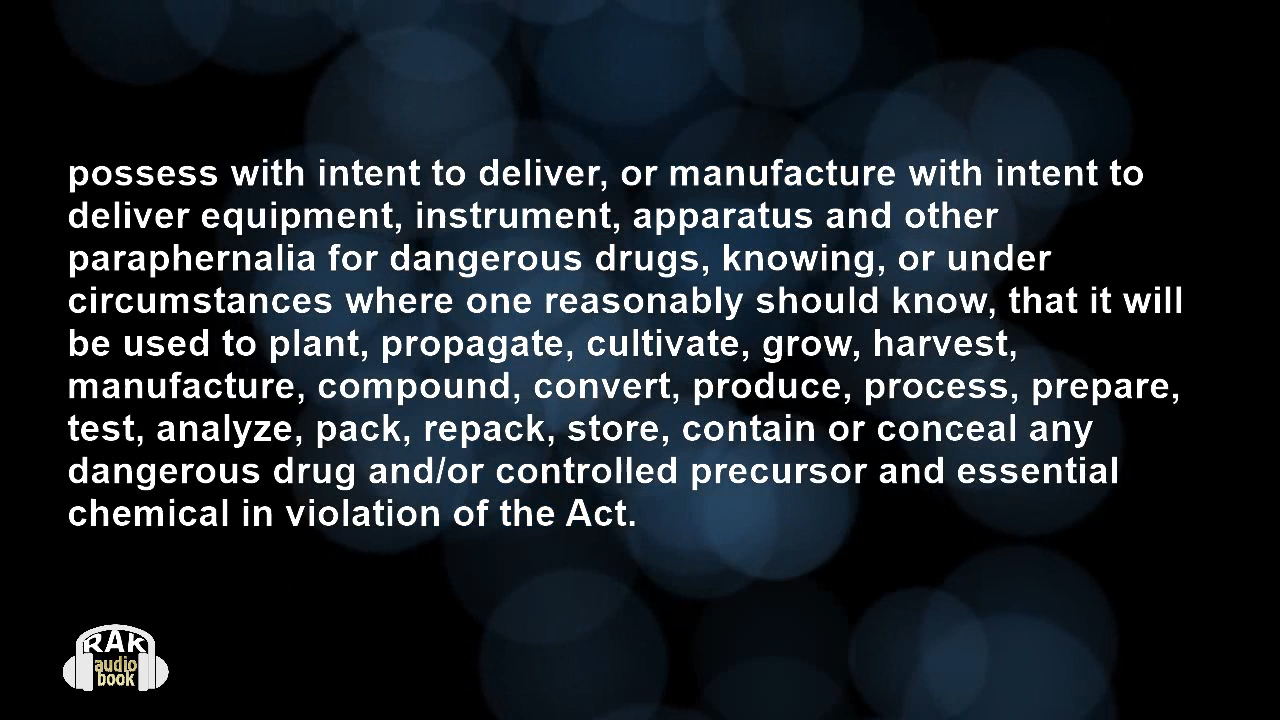 possess with intent to deliver, or manufacture with intent to
deliver equipment, instrument, apparatus and other
paraphernalia for dangerous drugs, knowing, or under
circumstances where one reasonably should know, that it will
be used to plant, propagate, cultivate, grow, harvest,
manufacture, compound, convert, produce, process, prepare,
test, analyze, pack, repack, store, contain or conceal any
dangerous drug and/or controlled precursor and essential
chemical in violation of the Act.
RAK
audio
book